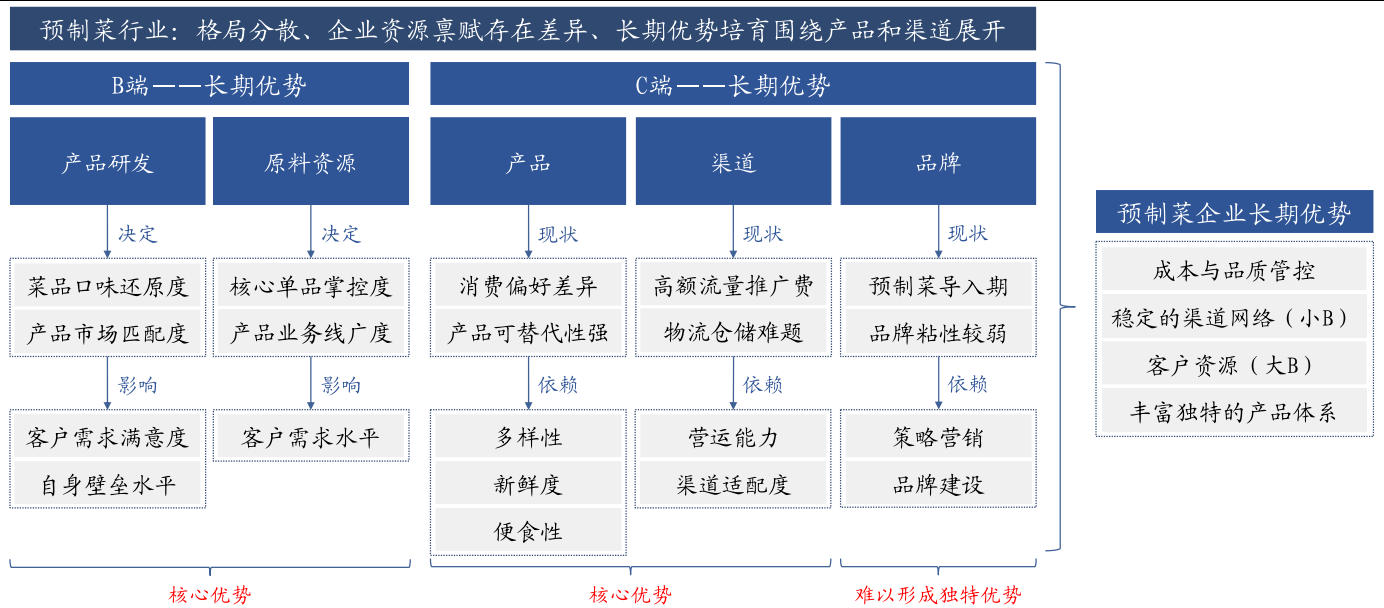 预制菜行业：格局分散、企业资源禀赋存在差异、长期优势培育围绕产品和渠道展开
B端——长期优势
产品研发
决定
菜品口味还原度
产品市场匹配度
影响
客户需求满意度
自身壁垒水平
原料资源
决定
核心单品掌控度
产品业务线广度
影响
客户需求水平
核心优势
C端——长期优势
产品
现状
消费偏好差异
产品可替代性强
依赖
多样性
新鲜度
便食性
渠道
现状
高额流量推广费
物流仓储难题
依赖
营运能力
渠道适配度
核心优势
品牌
现状
预制菜导入期
品牌粘性较弱
依赖
策略营销
品牌建设
难以形成独特优势
预制菜企业长期优势
成本与品质管控
稳定的渠道网络（小B）
客户资源（大B）
丰富独特的产品体系